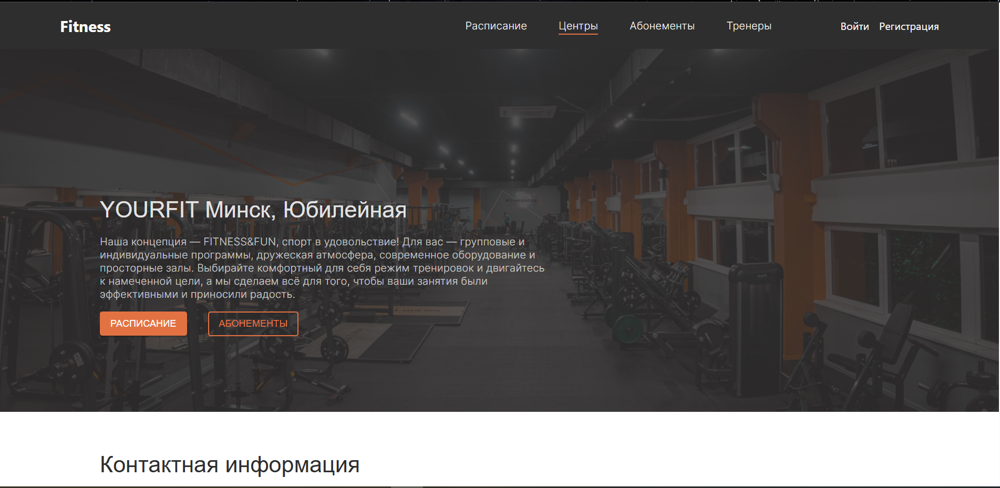 Fitness
Расписание Центры Абонементы Тренеры
Войти Регистрация
YOURFIT Минск, Юбилейная
Наша концепция — FITNESS&FUN, спорт в удовольствие! Для вас — групповые и
индивидуальные программы, дружеская атмосфера, современное оборудование и
просторные залы. Выбирайте комфортный для себя режим тренировок и двигайтесь
к намеченной цели, а мы сделаем всё для того, чтобы ваши занятия были
эффективными и приносили радость.
РАСПИСАНИЕ
АБОНЕМЕНТЫ
Контактная информация